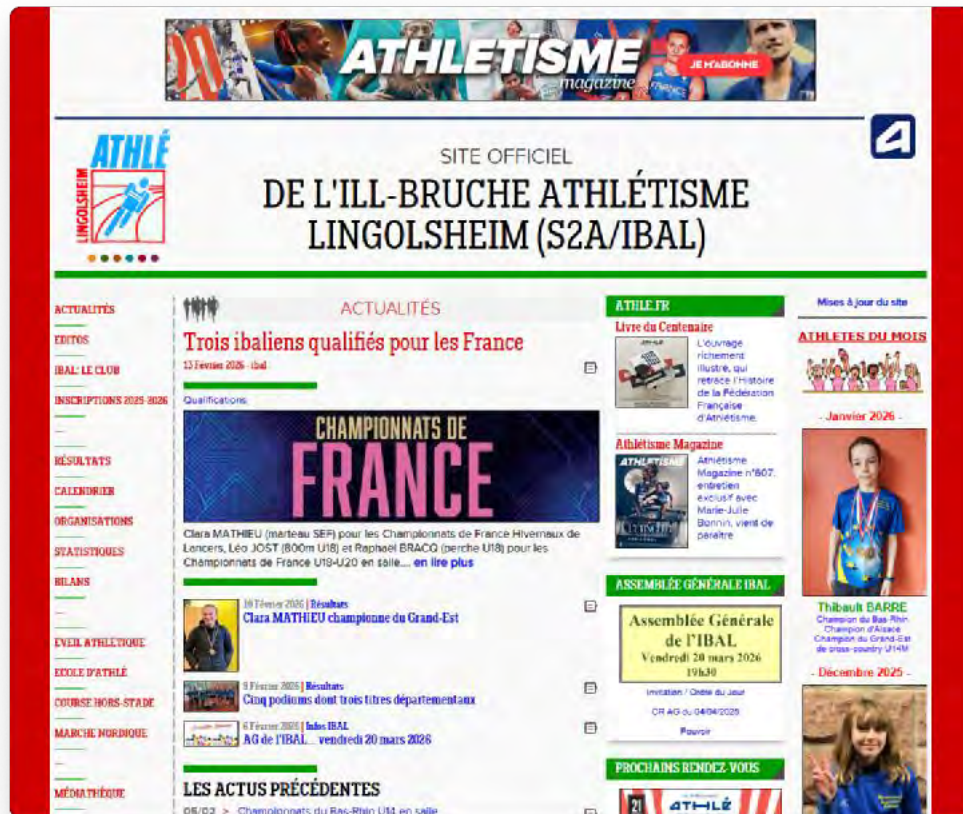 ATHLETISME
magazine
JE M'ABONNE
ATHLÉ
LINGOLSHEIM
SITE OFFICIEL
DE L'ILL-BRUCHE ATHLÉTISME
LINGOLSHEIM (S2A/IBAL)
ACTUALITÉS
EDITOS
IBAL: LE CLUB
INSCRIPTIONS 2025-2026
...
RÉSULTATS
CALENDRIER
ORGANISATIONS
STATISTIQUES
BILANS
...
EVEIL ATHLÉTIQUE
ECOLE D'ATHLÉ
COURSE HORS-STADE
MARCHE NORDIQUE
...
MÉDIATHÈQUE
ACTUALITÉS
Trois ibaliens qualifiés pour les France
13 Février 2026 - ibal
Qualifications
CHAMPIONNATS DE
FRANCE
Clara MATHIEU (marteau SEF) pour les Championnats de France Hivernaux de
Lancers, Léo JOST (800m U18) et Raphaël BRACQ (perche U18) pour les
Championnats de France U18-U20 en salle.... en lire plus
10 Février 2026 | Résultats
Clara MATHIEU championne du Grand-Est
9 Février 2026 | Résultats
Cinq podiums dont trois titres départementaux
6 Février 2026 | Infos IBAL
AG de l'IBAL... vendredi 20 mars 2026
LES ACTUS PRÉCÉDENTES
05/02 > Championnats du Bas-Rhin U14 en salle
ATHLE.FR
Livre du Centenaire
L'ouvrage
richement
illustré, qui
retrace l'Histoire
de la Fédération
Française
d'Athlétisme.
Athlétisme Magazine
ATHLETISME
Athlétisme
Magazine n°607,
entretien
exclusif avec
Marie-Julie
Bonnin, vient de
paraître
ASSEMBLÉE GÉNÉRALE IBAL
Assemblée Générale
de l'IBAL
Vendredi 20 mars 2026
19h30
Invitation / Ordre du Jour
CR AG du 04/04/2025
Pouvoir
PROCHAINS RENDEZ-VOUS
21
ATHLÉ
Mises à jour du site
ATHLETES DU MOIS
- Janvier 2026 -
Thibault BARRE
Champion du Bas-Rhin
Champion d'Alsace
Champion du Grand-Est
de cross-country U14M
- Décembre 2025 -